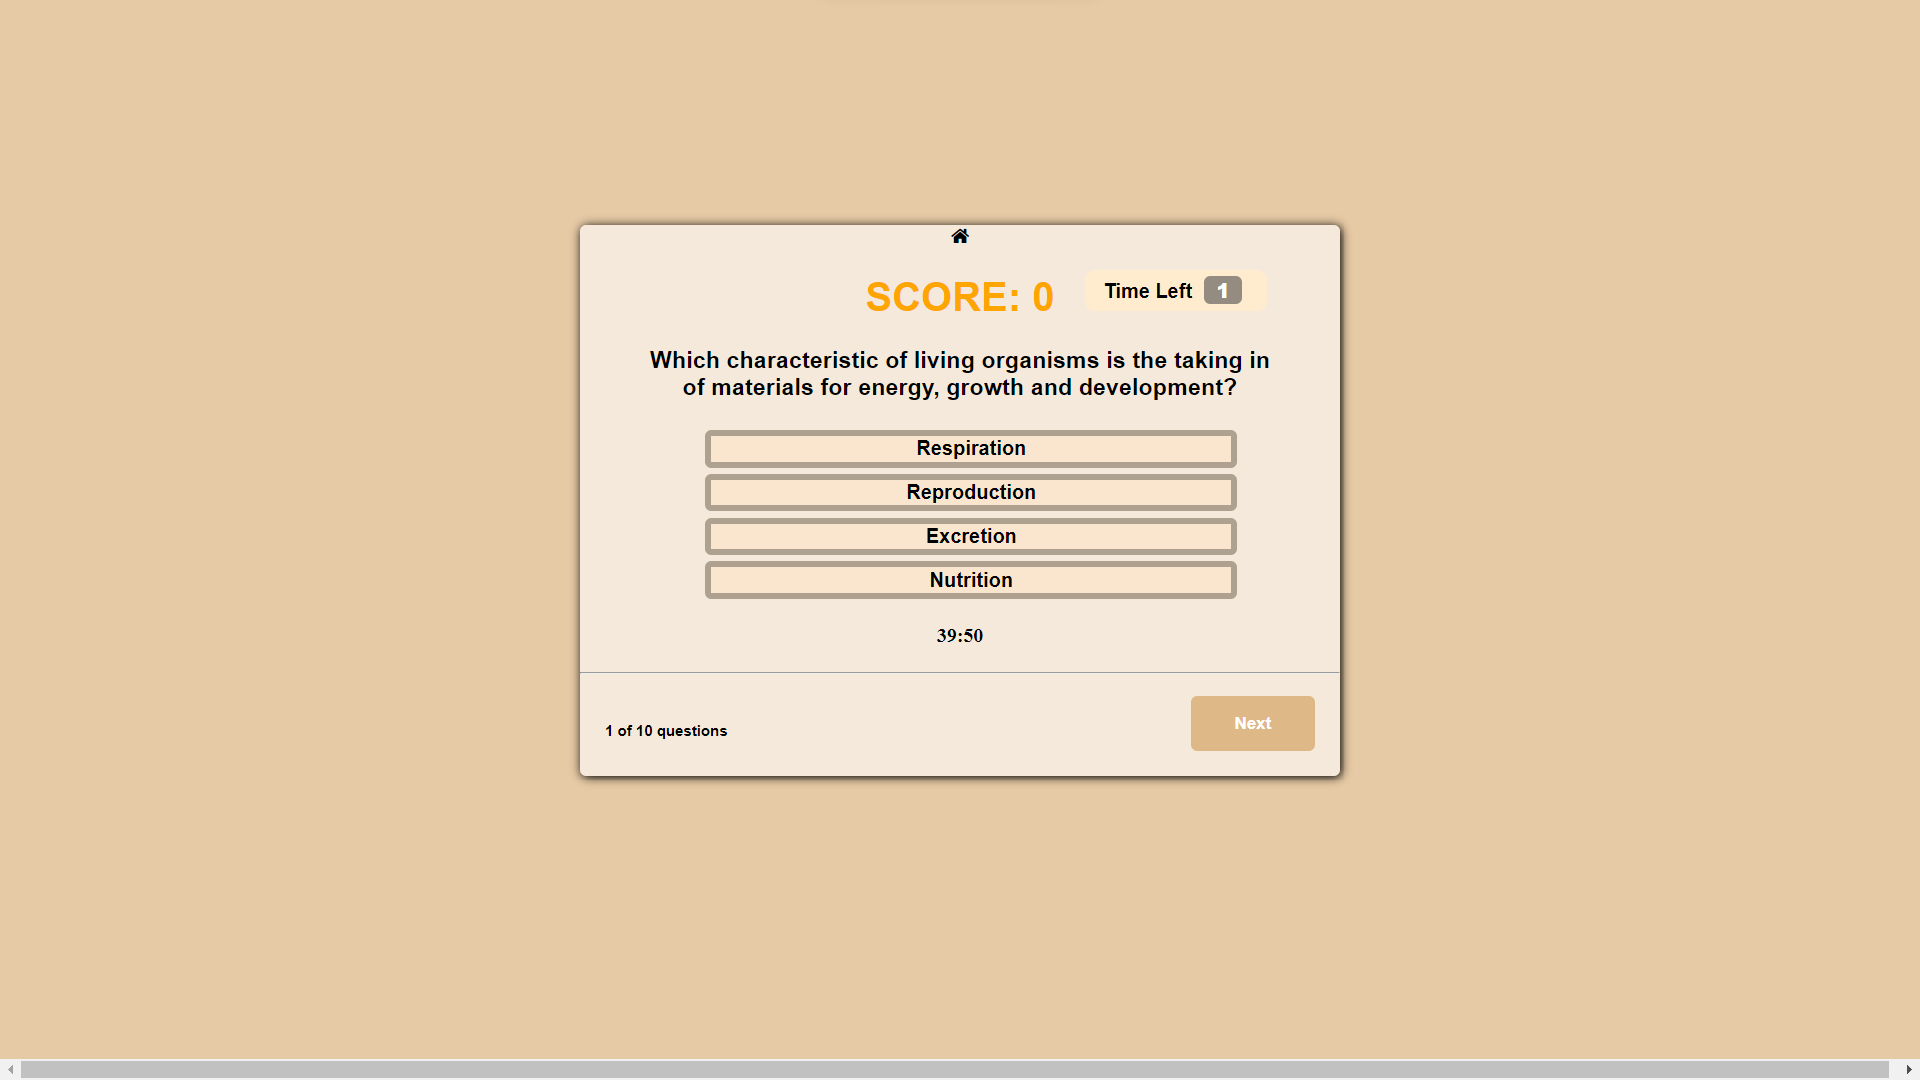 SCORE: 0
Time Left 1
Which characteristic of living organisms is the taking in
of materials for energy, growth and development?
Respiration
Reproduction
Excretion
Nutrition
39:50
1 of 10 questions
Next